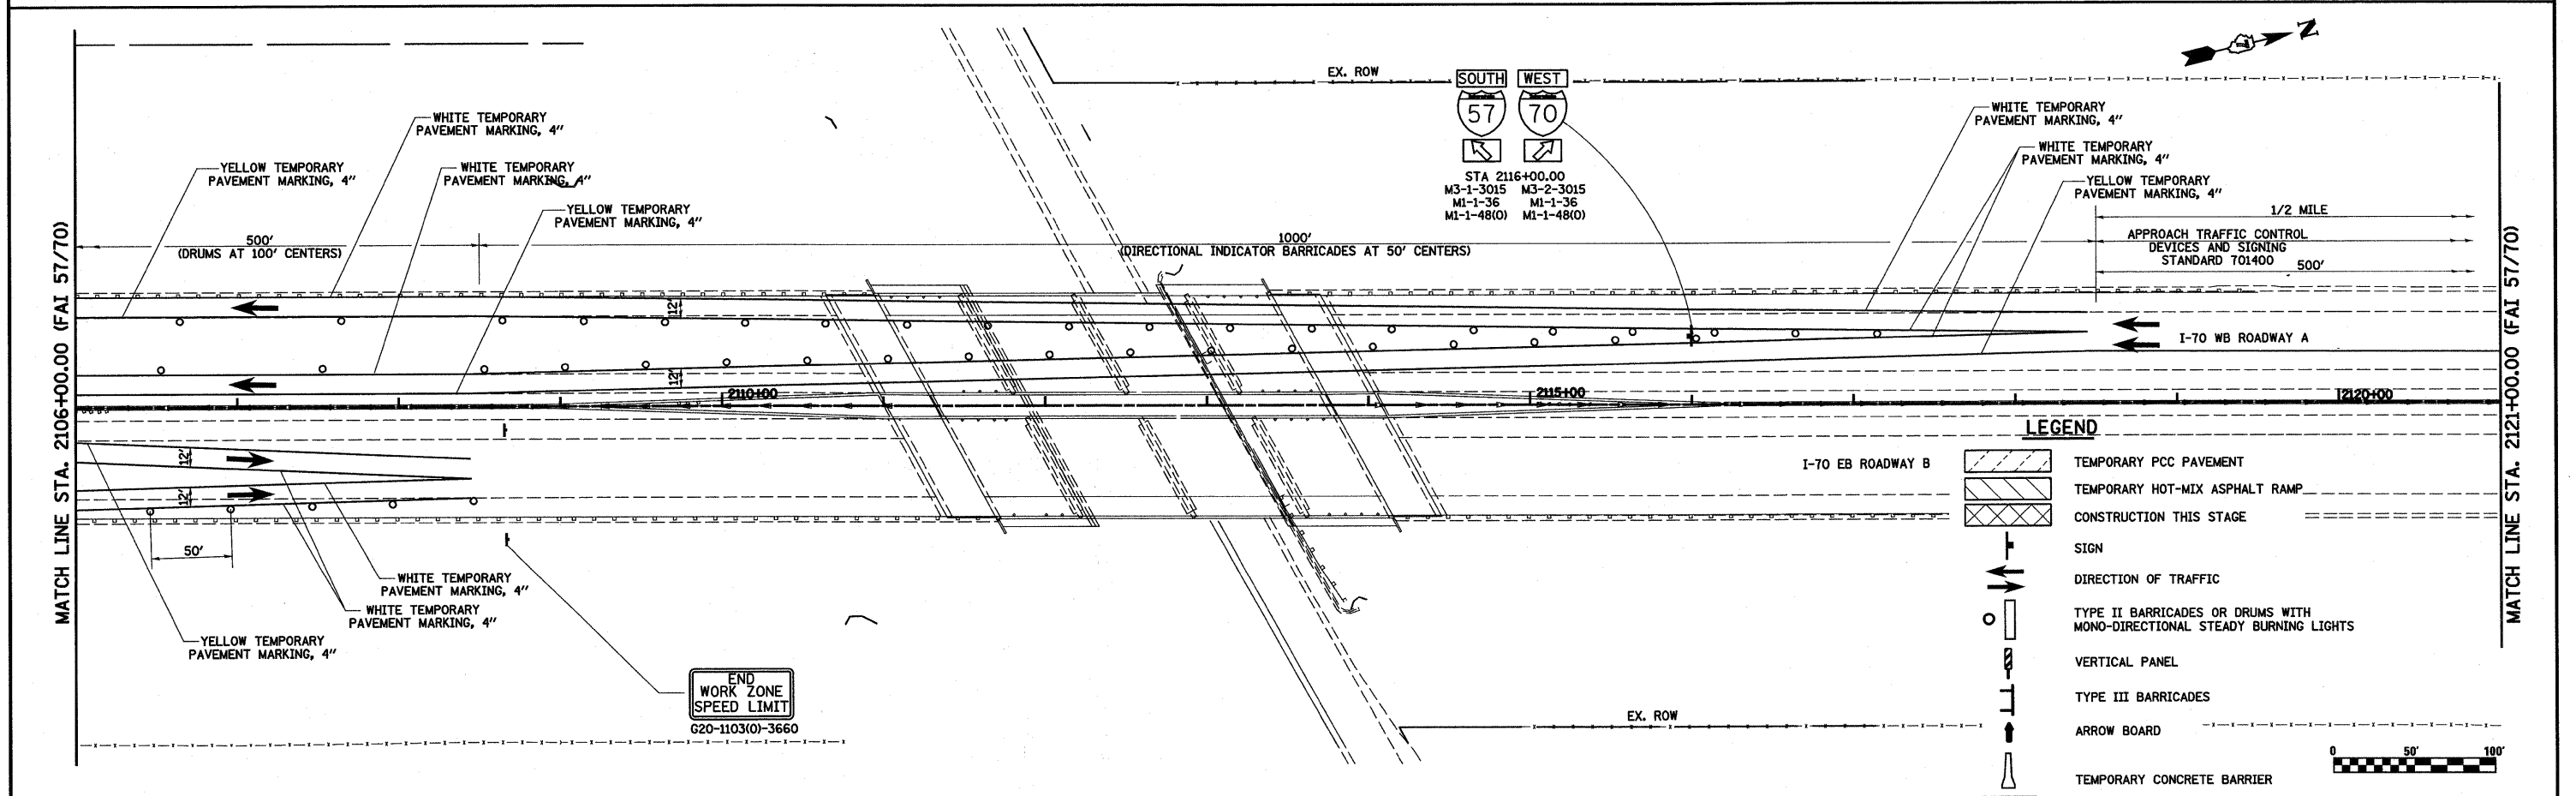 N
EX. ROW
SOUTH WEST
INTERSTATE INTERSTATE
57 70
STA 2116+00.00
M3-1-3015 M3-2-3015
M1-1-36 M1-1-36
M1-1-48(O) M1-1-48(O)
WHITE TEMPORARY
PAVEMENT MARKING, 4"
YELLOW TEMPORARY
PAVEMENT MARKING, 4"
WHITE TEMPORARY
PAVEMENT MARKING, 4"
YELLOW TEMPORARY
PAVEMENT MARKING, 4"
WHITE TEMPORARY
PAVEMENT MARKING, 4"
WHITE TEMPORARY
PAVEMENT MARKING, 4"
YELLOW TEMPORARY
PAVEMENT MARKING, 4"
1/2 MILE
APPROACH TRAFFIC CONTROL
DEVICES AND SIGNING
STANDARD 701400
500'
500'
(DRUMS AT 100' CENTERS)
1000'
(DIRECTIONAL INDICATOR BARRICADES AT 50' CENTERS)
MATCH LINE STA. 2106+00.00 (FAI 57/70)
MATCH LINE STA. 2121+00.00 (FAI 57/70)
12'
12'
I-70 WB ROADWAY A
2110+00
2115+00
2120+00
12'
12'
50'
I-70 EB ROADWAY B
WHITE TEMPORARY
PAVEMENT MARKING, 4"
WHITE TEMPORARY
PAVEMENT MARKING, 4"
YELLOW TEMPORARY
PAVEMENT MARKING, 4"
END
WORK ZONE
SPEED LIMIT
G20-1103(O)-3660
EX. ROW
LEGEND
TEMPORARY PCC PAVEMENT
TEMPORARY HOT-MIX ASPHALT RAMP
CONSTRUCTION THIS STAGE
SIGN
DIRECTION OF TRAFFIC
TYPE II BARRICADES OR DRUMS WITH
MONO-DIRECTIONAL STEADY BURNING LIGHTS
VERTICAL PANEL
TYPE III BARRICADES
ARROW BOARD
TEMPORARY CONCRETE BARRIER
0 50' 100'